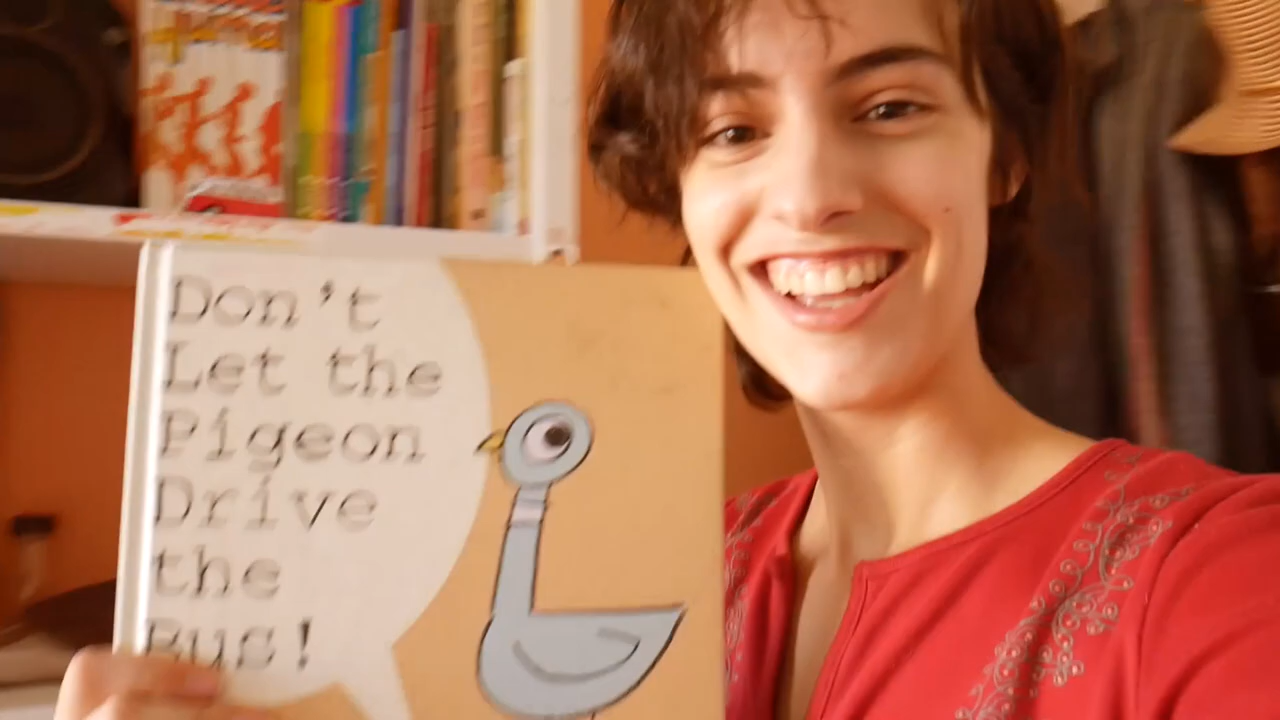 Don't
Let the
Pigeon
Drive
the
Bus!